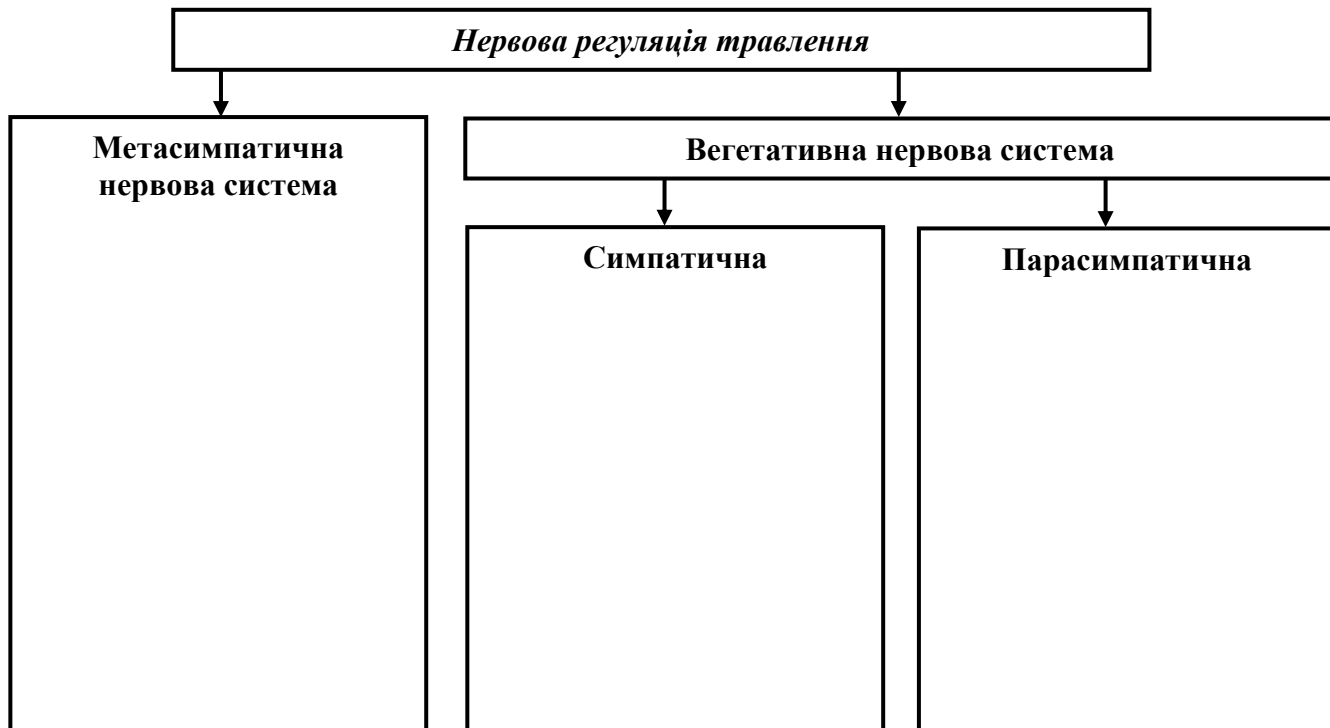 Нервова регуляція травлення
Метасимпатична
нервова система
Вегетативна нервова система
Симпатична
Парасимпатична